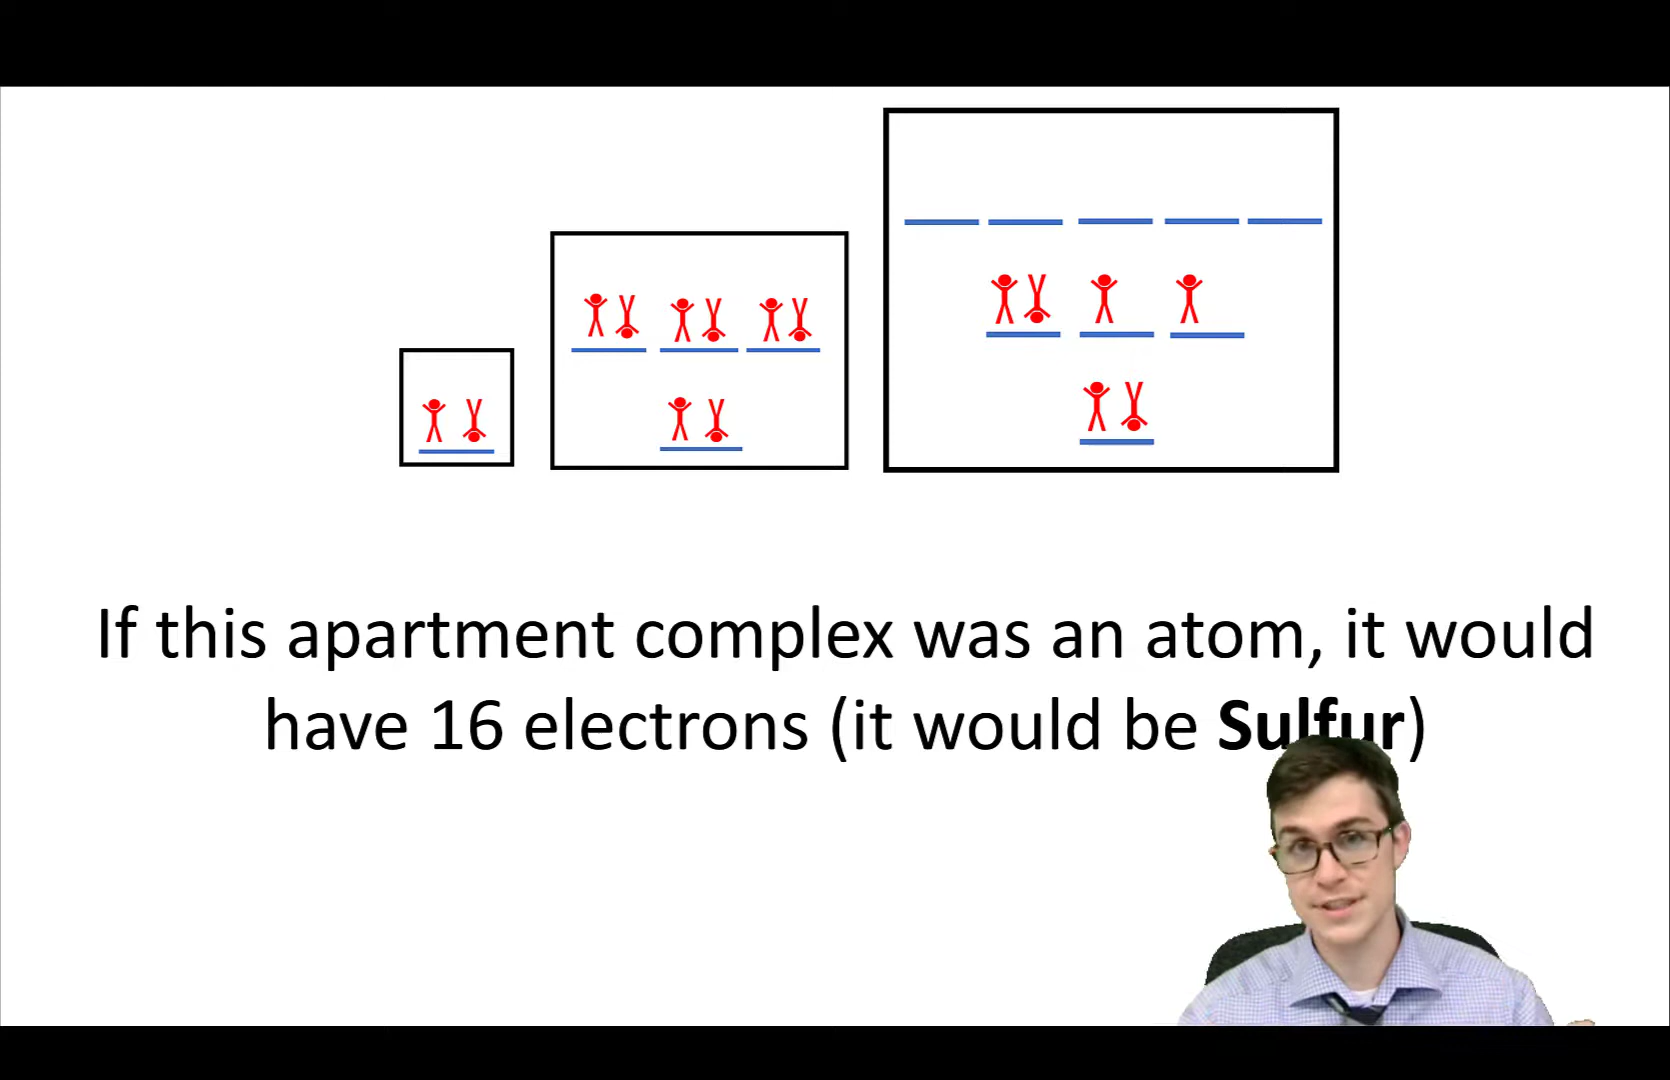 If this apartment complex was an atom, it would
have 16 electrons (it would be Sulfur)